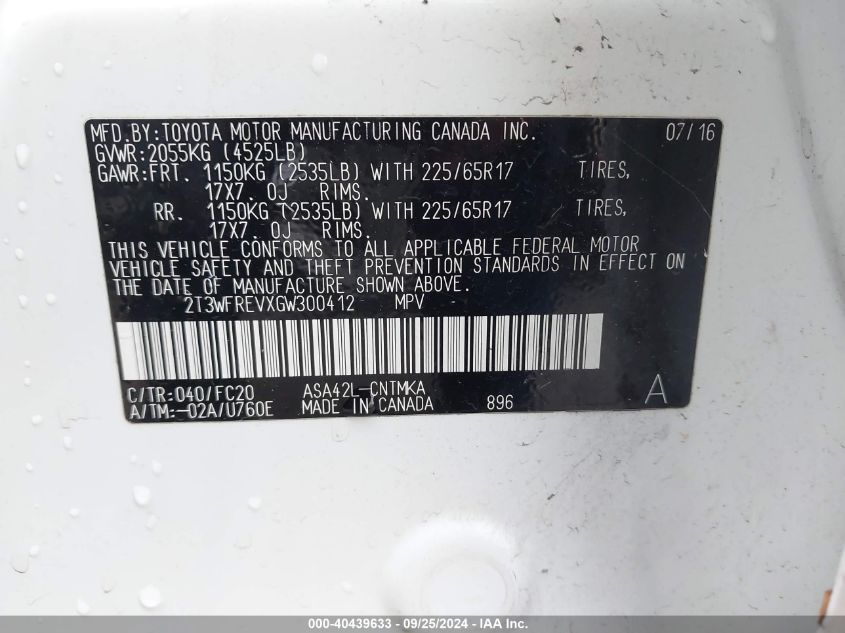 MFD.BY:TOYOTA MOTOR MANUFACTURING CANADA INC. 07/16
GVWR:2055KG (4525LB)
GAWR:FRT. 1150KG (2535LB) WITH 225/65R17 TIRES,
17X7. 0J RIMS.
RR. 1150KG (2535LB) WITH 225/65R17 TIRES,
17X7. 0J RIMS.
THIS VEHICLE CONFORMS TO ALL APPLICABLE FEDERAL MOTOR
VEHICLE SAFETY AND THEFT PREVENTION STANDARDS IN EFFECT ON
THE DATE OF MANUFACTURE SHOWN ABOVE.
2T3WFREVXGW300412 MPV
C/TR:040/FC20 ASA42L-CNTMKA A
A/TM:-02A/U760E MADE IN CANADA 896
000-40439633 - 09/25/2024 - IAA Inc.